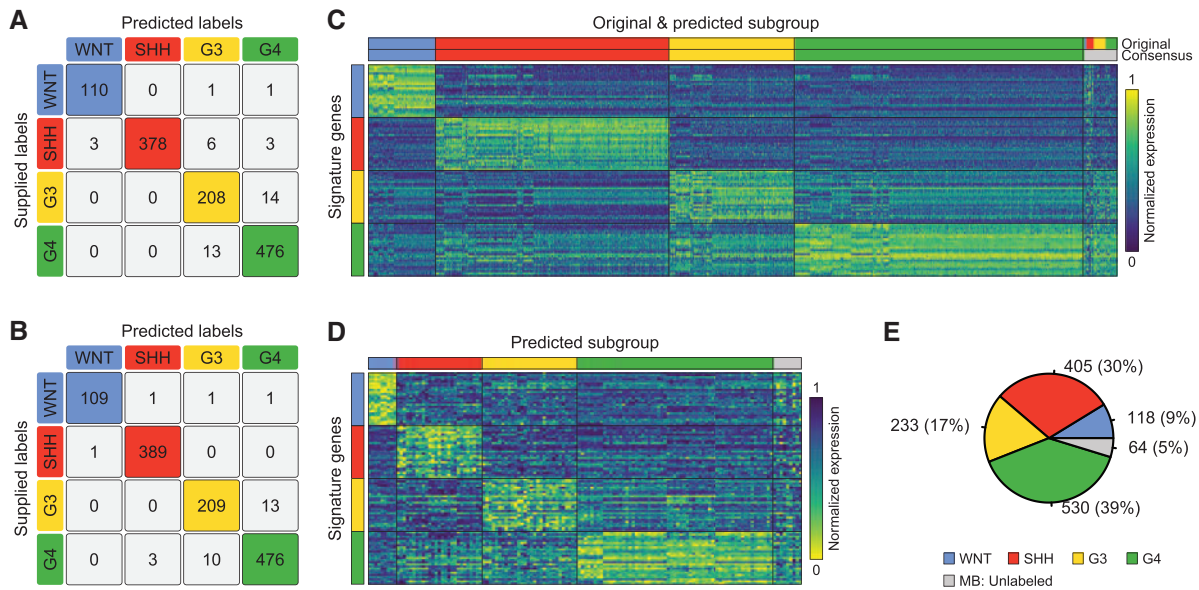 A
Predicted labels
WNT SHH G3 G4
Supplied labels
WNT 110 0 1 1
SHH 3 378 6 3
G3 0 0 208 14
G4 0 0 13 476
B
Predicted labels
WNT SHH G3 G4
Supplied labels
WNT 109 1 1 1
SHH 1 389 0 0
G3 0 0 209 13
G4 0 3 10 476
C
Original & predicted subgroup
Original
Consensus
Signature genes
1
Normalized expression
0
D
Predicted subgroup
Signature genes
1
Normalized expression
0
E
405 (30%)
118 (9%)
64 (5%)
233 (17%)
530 (39%)
WNT SHH G3 G4
MB: Unlabeled